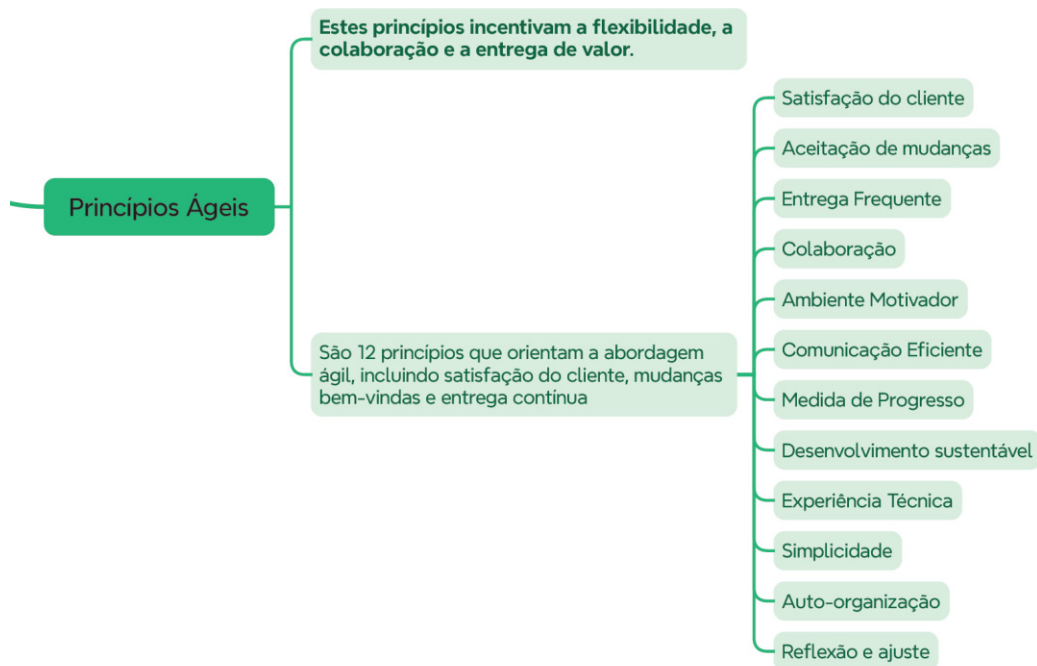 Princípios Ágeis
Estes princípios incentivam a flexibilidade, a
colaboração e a entrega de valor.
São 12 princípios que orientam a abordagem
ágil, incluindo satisfação do cliente, mudanças
bem-vindas e entrega contínua
Satisfação do cliente
Aceitação de mudanças
Entrega Frequente
Colaboração
Ambiente Motivador
Comunicação Eficiente
Medida de Progresso
Desenvolvimento sustentável
Experiência Técnica
Simplicidade
Auto-organização
Reflexão e ajuste